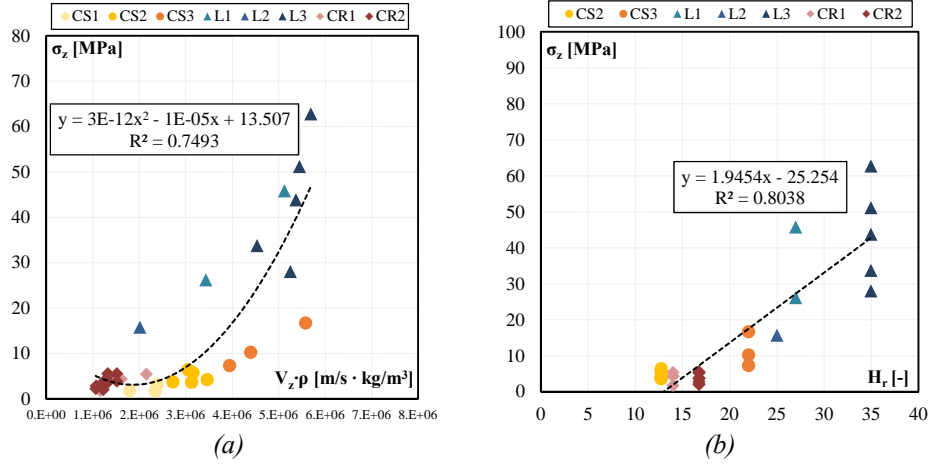 CS1 CS2 CS3 L1 L2 L3 CR1 CR2
σz [MPa]
80
70
60
50
40
30
20
10
0
y = 3E-12x² - 1E-05x + 13.507
R² = 0.7493
Vz·ρ [m/s · kg/m³]
0.E+00 1.E+06 2.E+06 3.E+06 4.E+06 5.E+06 6.E+06 7.E+06 8.E+06
(a)
CS2 CS3 L1 L2 L3 CR1 CR2
σz [MPa]
100
90
80
70
60
50
40
30
20
10
0
y = 1.9454x - 25.254
R² = 0.8038
Hr [-]
0 5 10 15 20 25 30 35 40
(b)